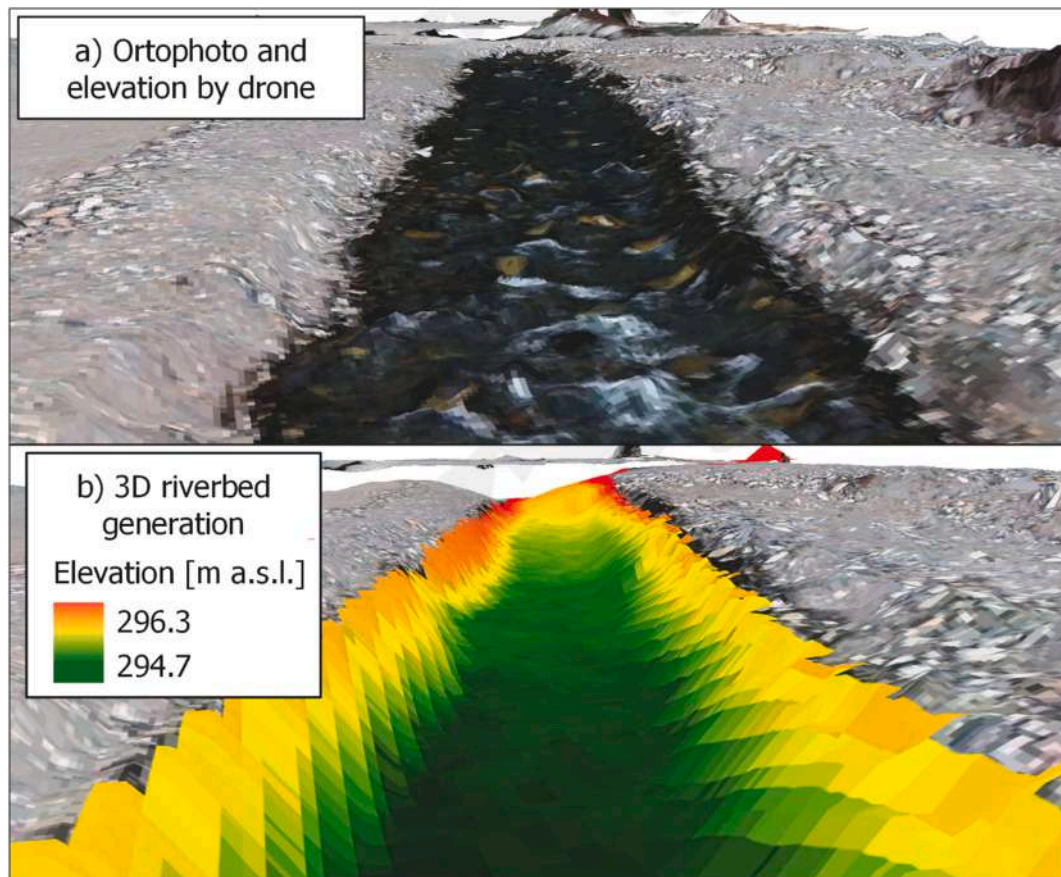 a) Ortophoto and
elevation by drone
b) 3D riverbed
generation
Elevation [m a.s.l.]
296.3
294.7